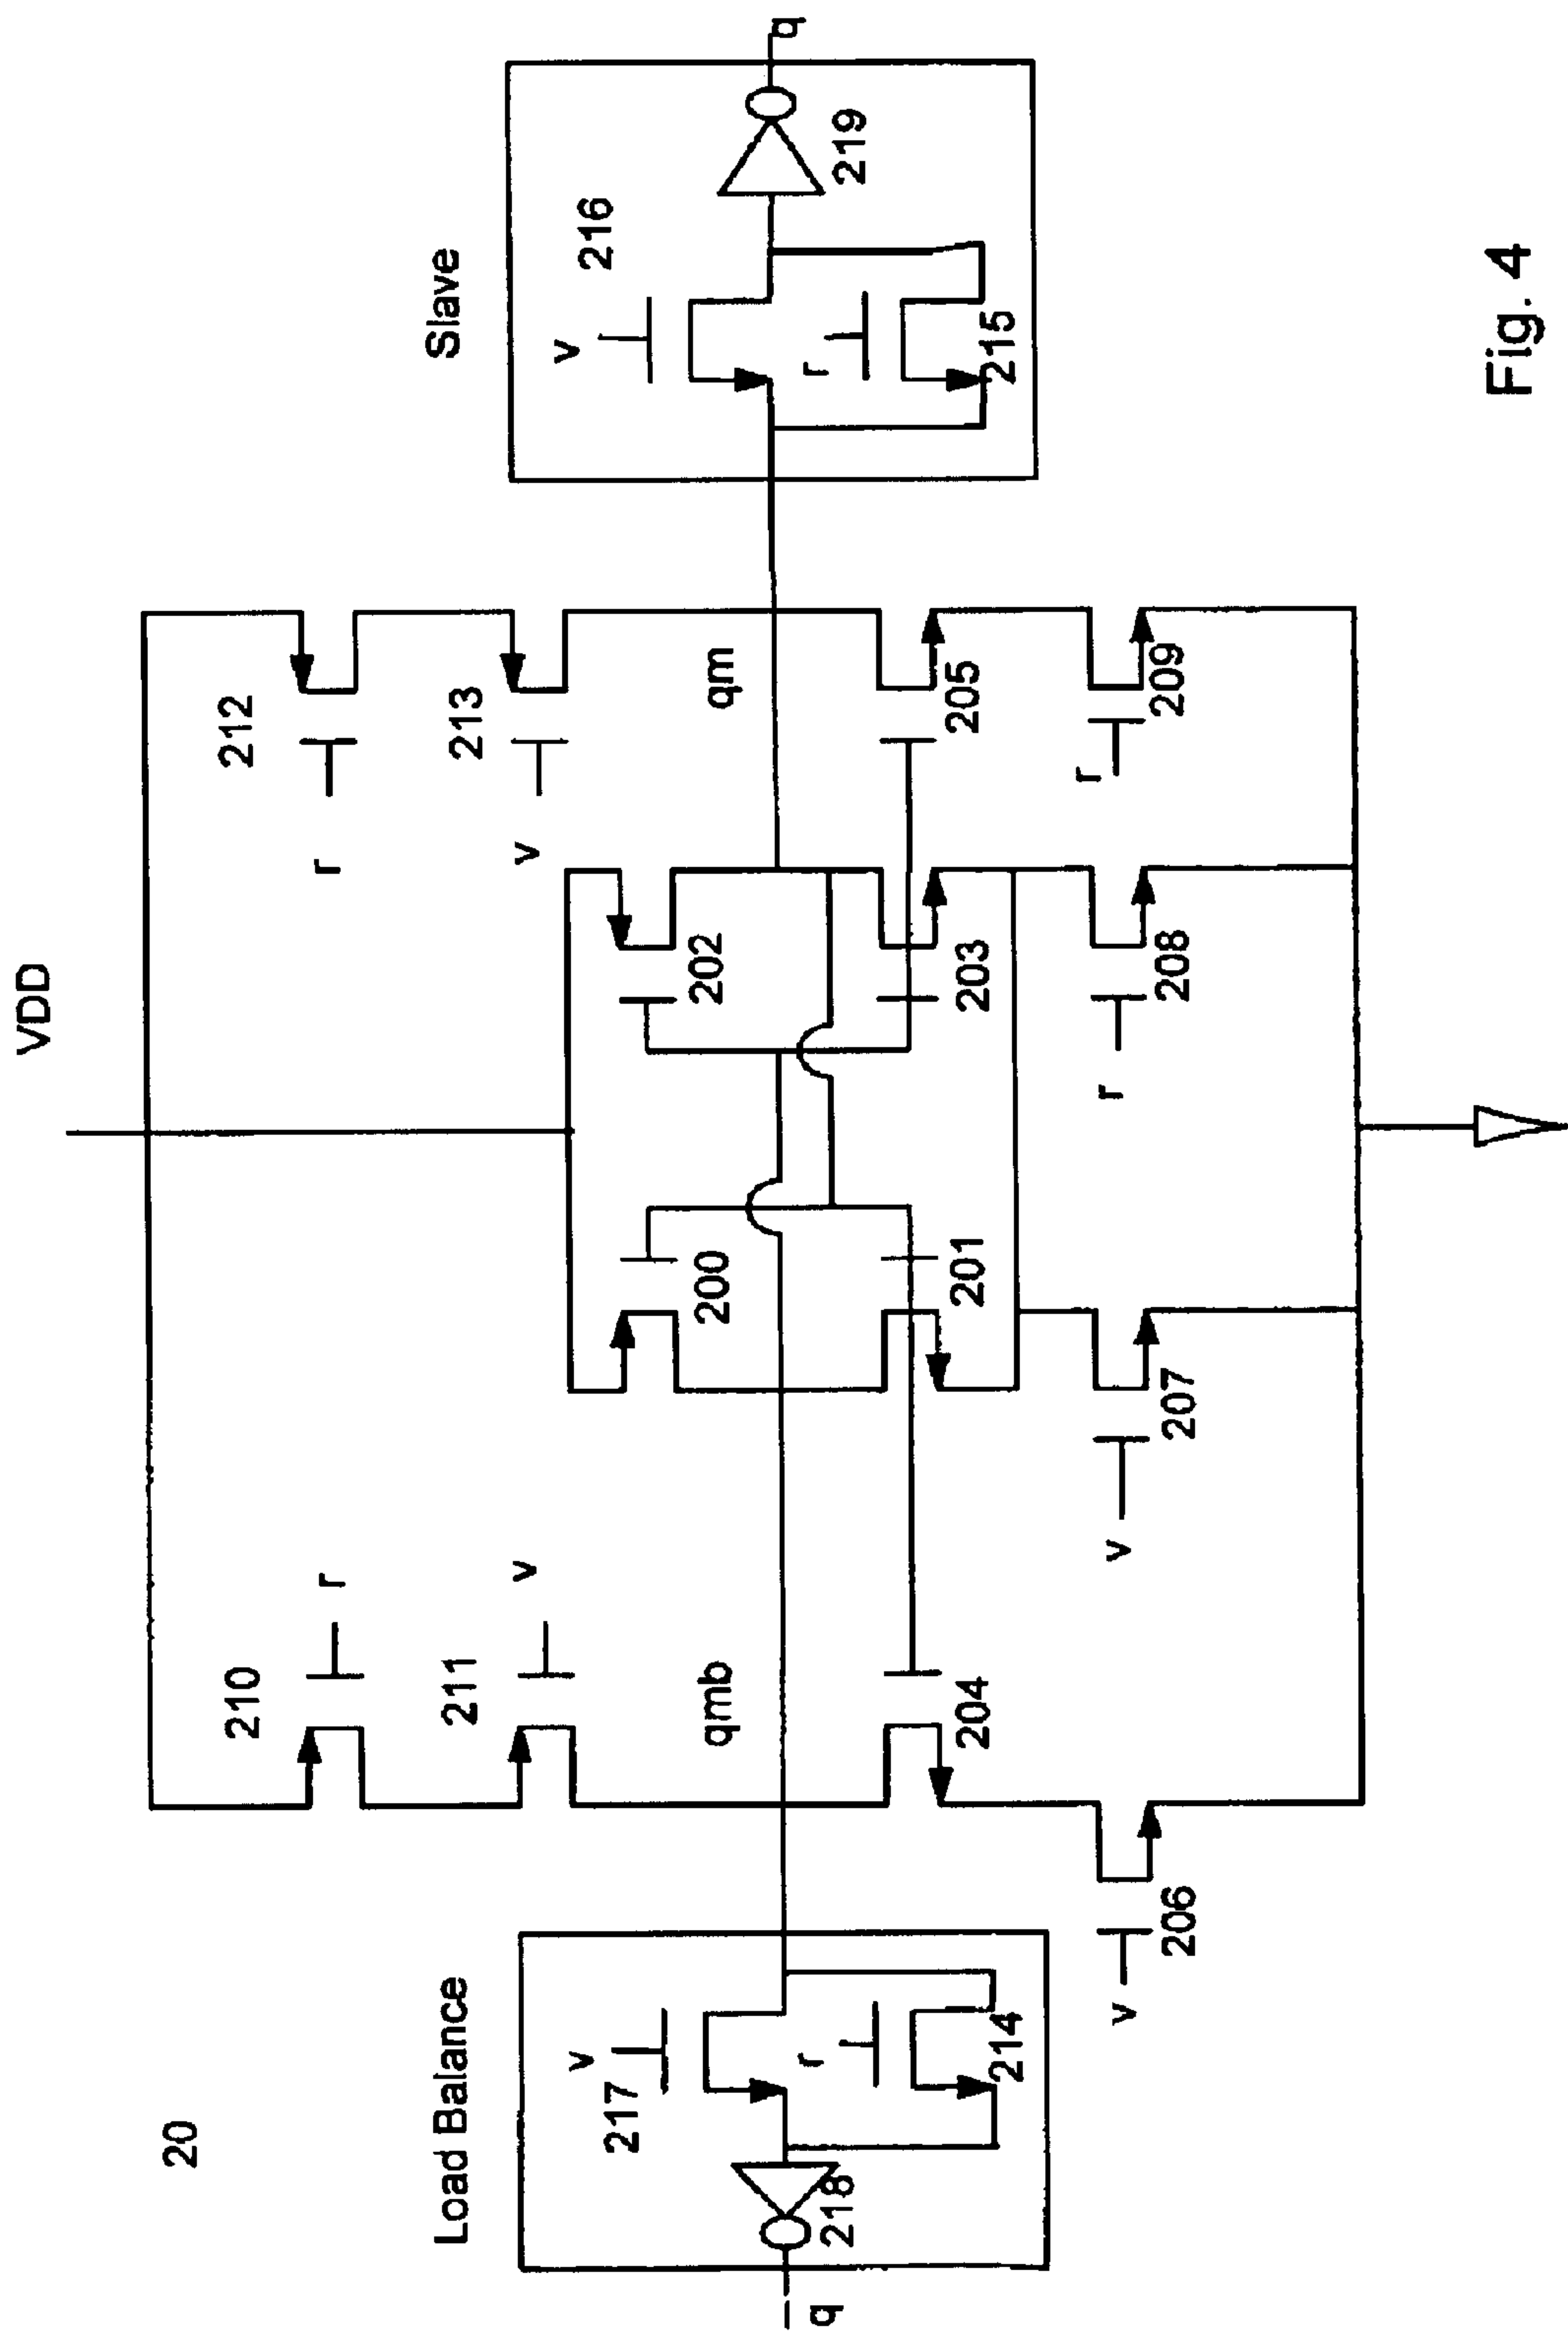 VDD
20
210
212
r
r
Load Balance
211
213
Slave
v
v
v
v
217
216
qmb
200
202
qm
r
r
q
218
219
q
204
201
203
205
214
215
v
v
r
r
206
207
208
209
Fig. 4